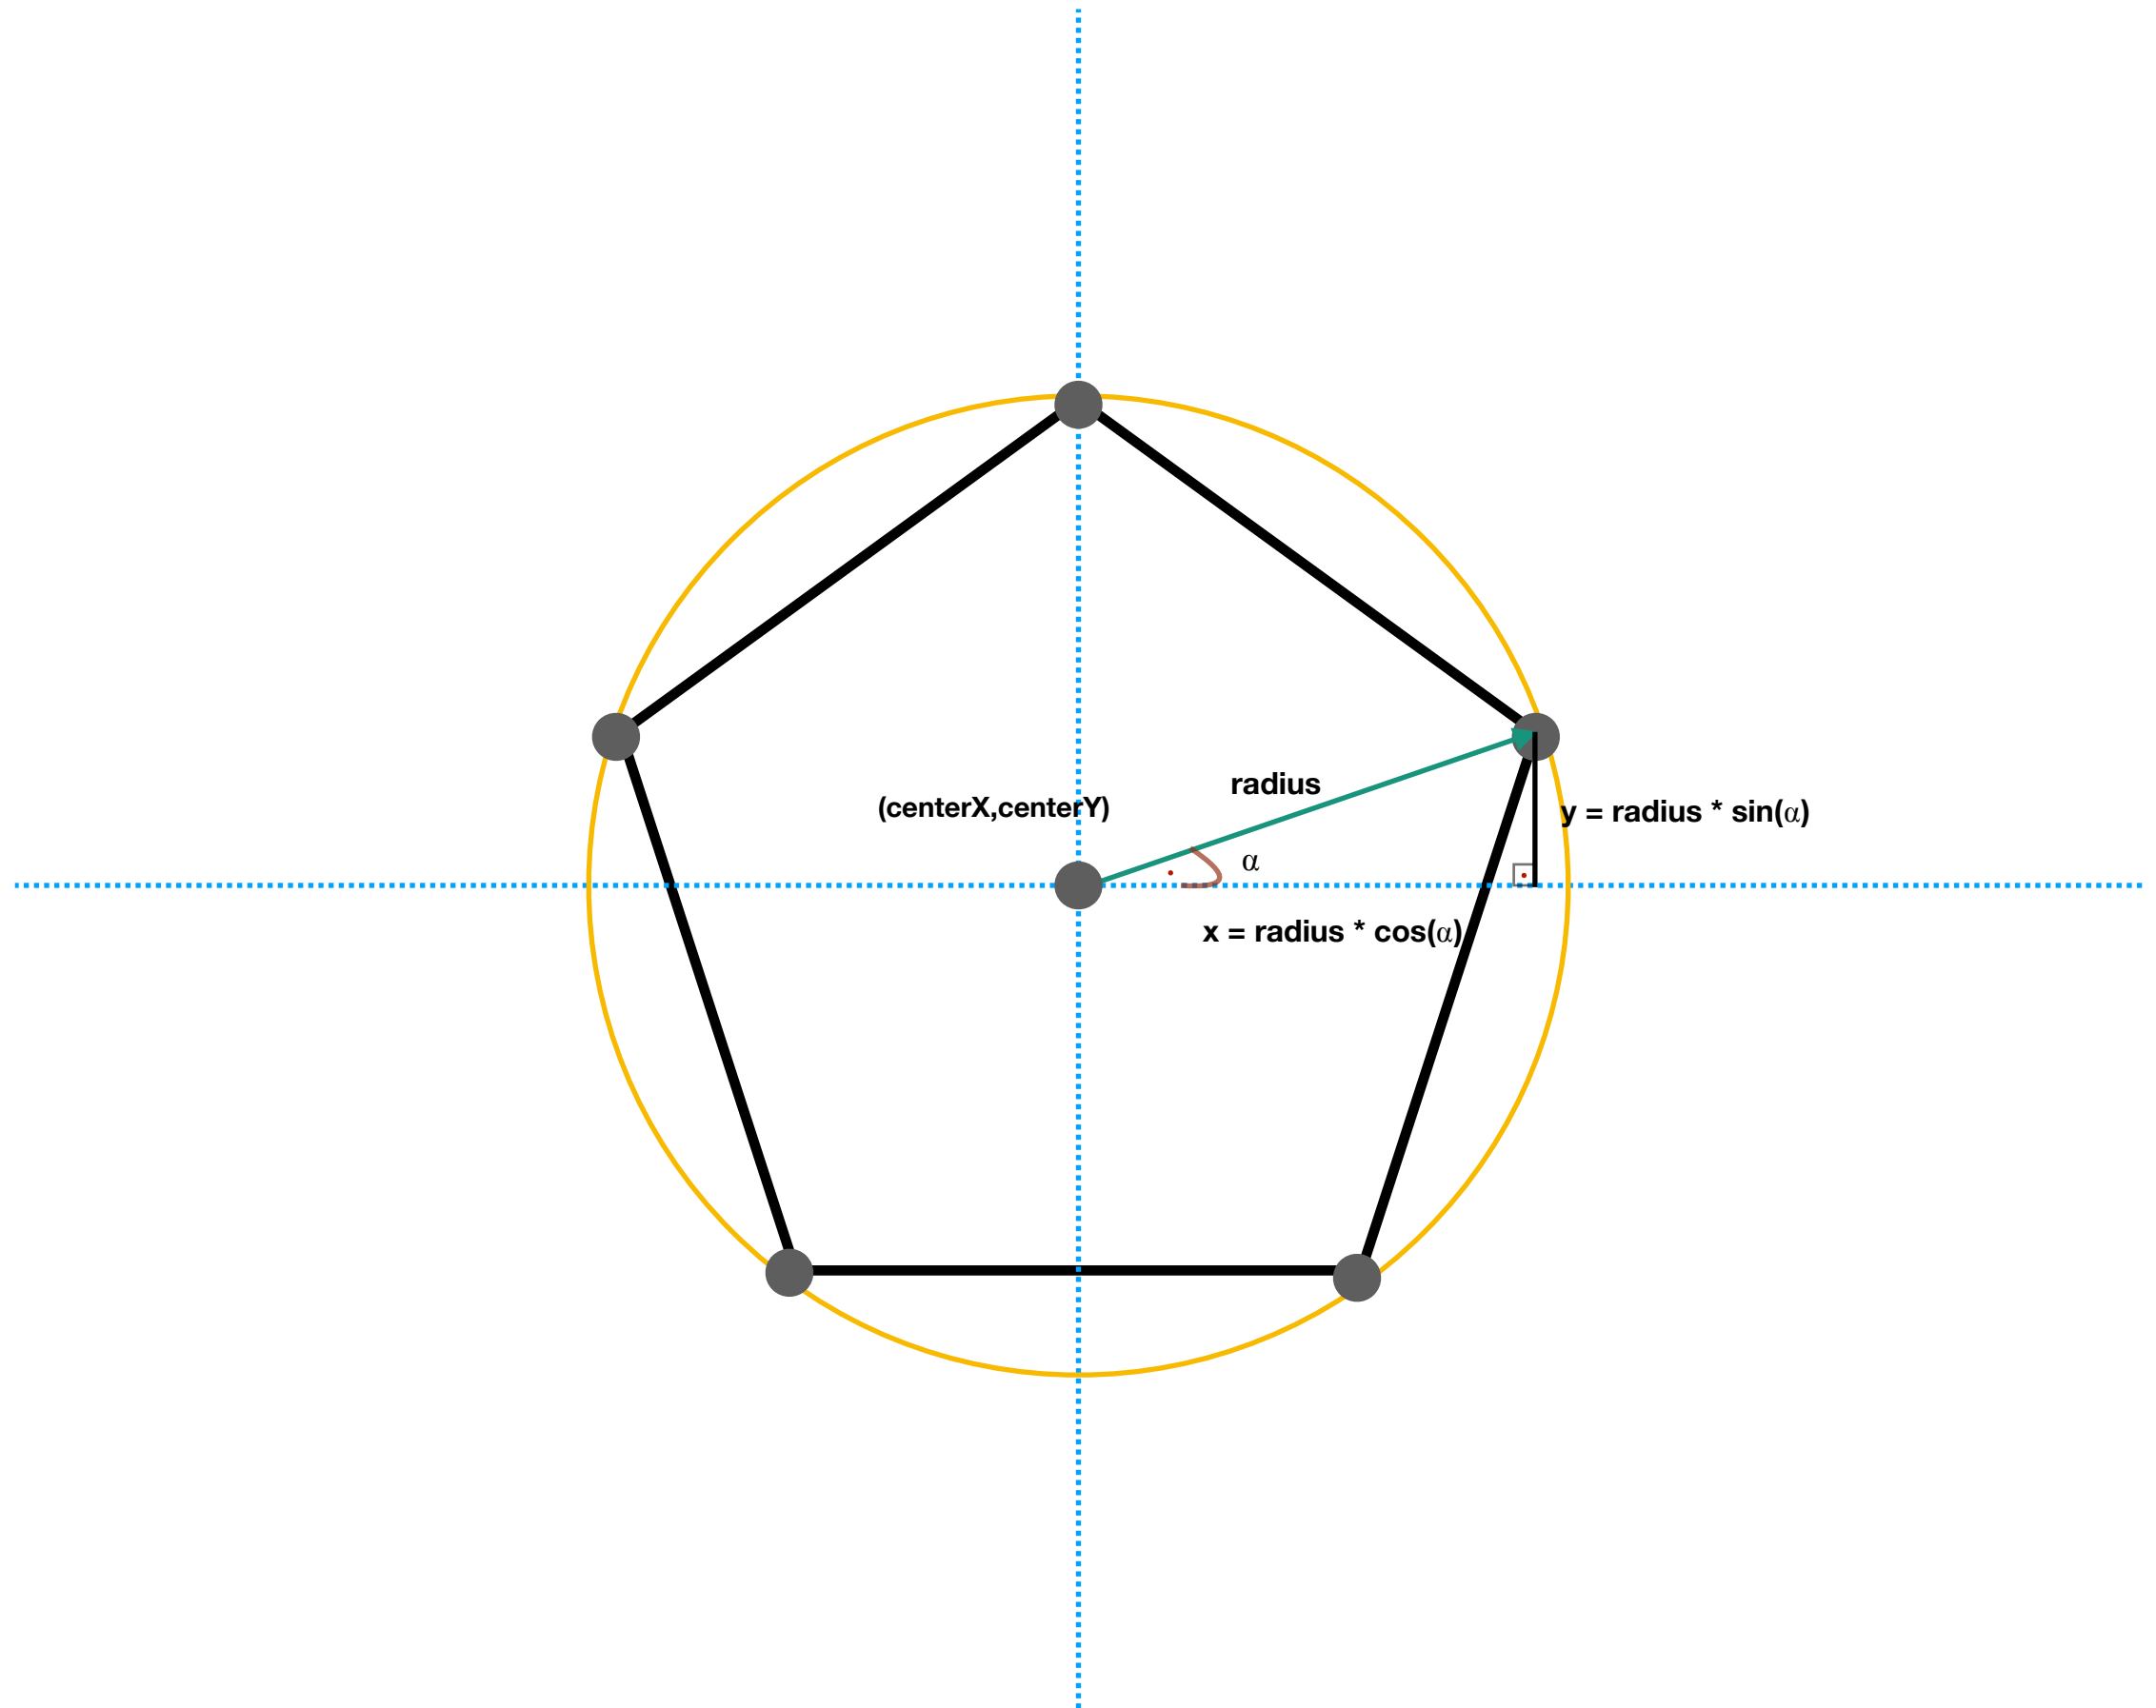 radius
(centerX,centerY)
y = radius * sin(α)
α
x = radius * cos(α)